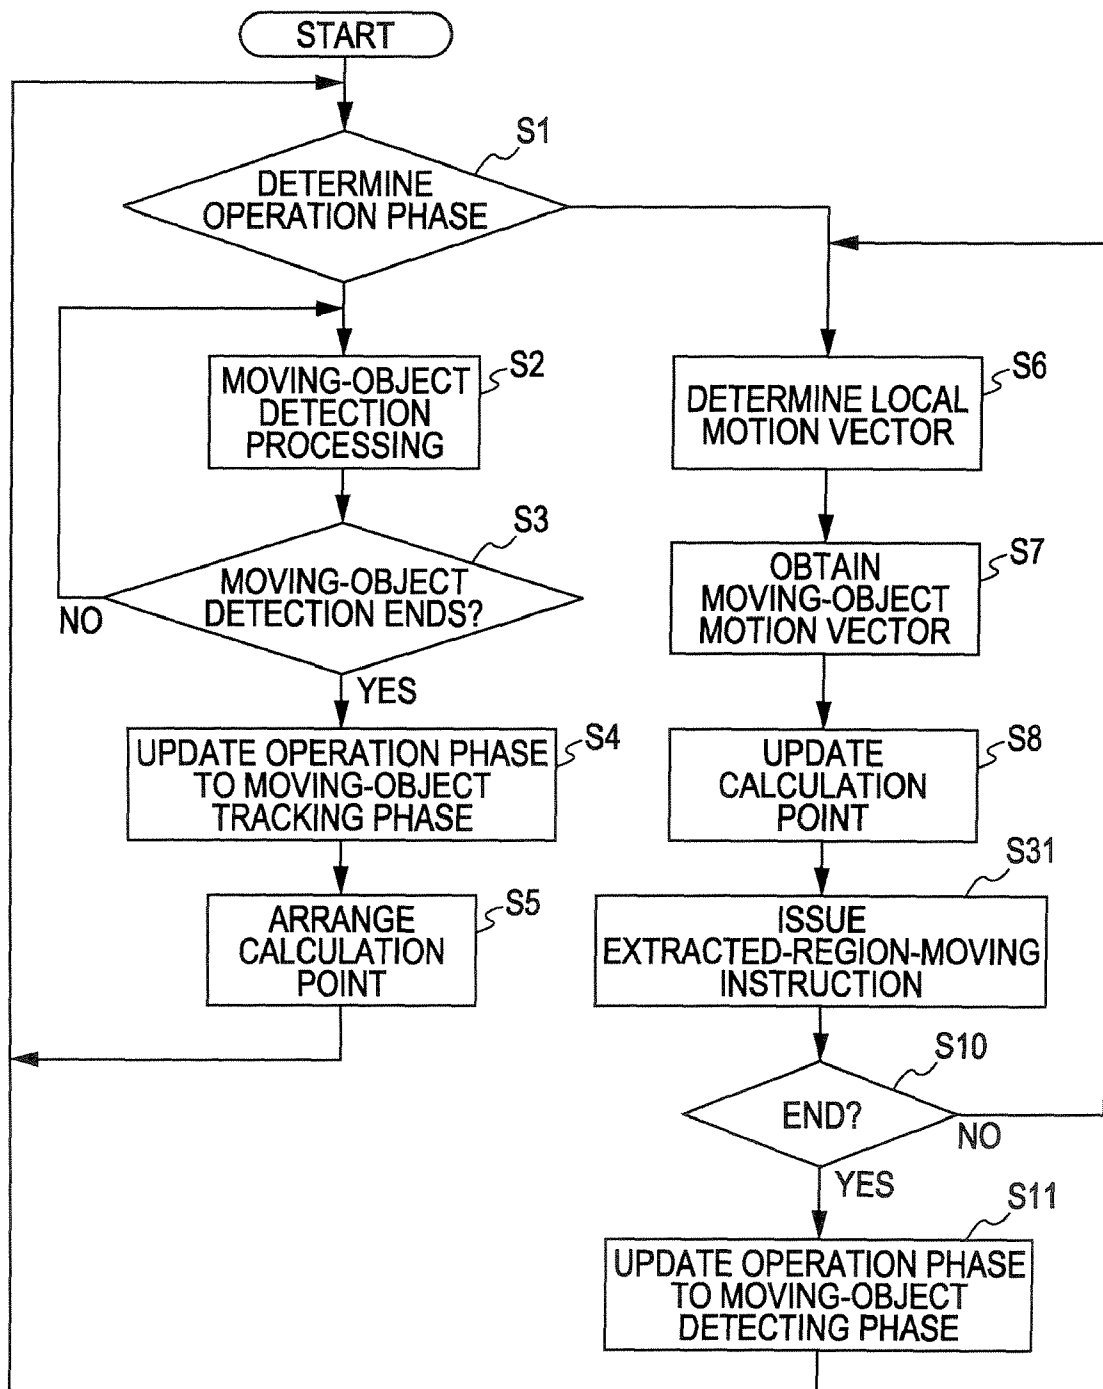 START
S1
DETERMINE
OPERATION PHASE
S2
MOVING-OBJECT
DETECTION
PROCESSING
S3
MOVING-OBJECT
DETECTION ENDS?
NO
YES
S4
UPDATE OPERATION PHASE
TO MOVING-OBJECT
TRACKING PHASE
S5
ARRANGE
CALCULATION
POINT
S6
DETERMINE LOCAL
MOTION VECTOR
S7
OBTAIN
MOVING-OBJECT
MOTION VECTOR
S8
UPDATE
CALCULATION
POINT
S31
ISSUE
EXTRACTED-REGION-MOVING
INSTRUCTION
S10
END?
NO
YES
S11
UPDATE OPERATION PHASE
TO MOVING-OBJECT
DETECTING PHASE